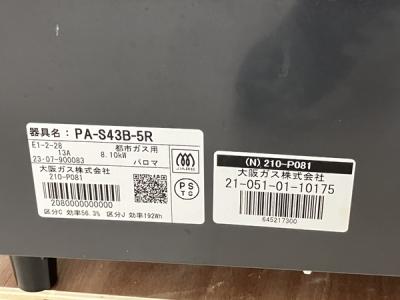 器具名: PA-S43B-5R
E1-2-28
都市ガス用
13A
8.10kW
23-07-900083
パロマ
大阪ガス株式会社
210-P081
2080000000000
区分C 効率56.3% 区分J 効率192Wh
PS
TG
(N) 210-P081
大阪ガス株式会社
21-051-01-10175
645217300